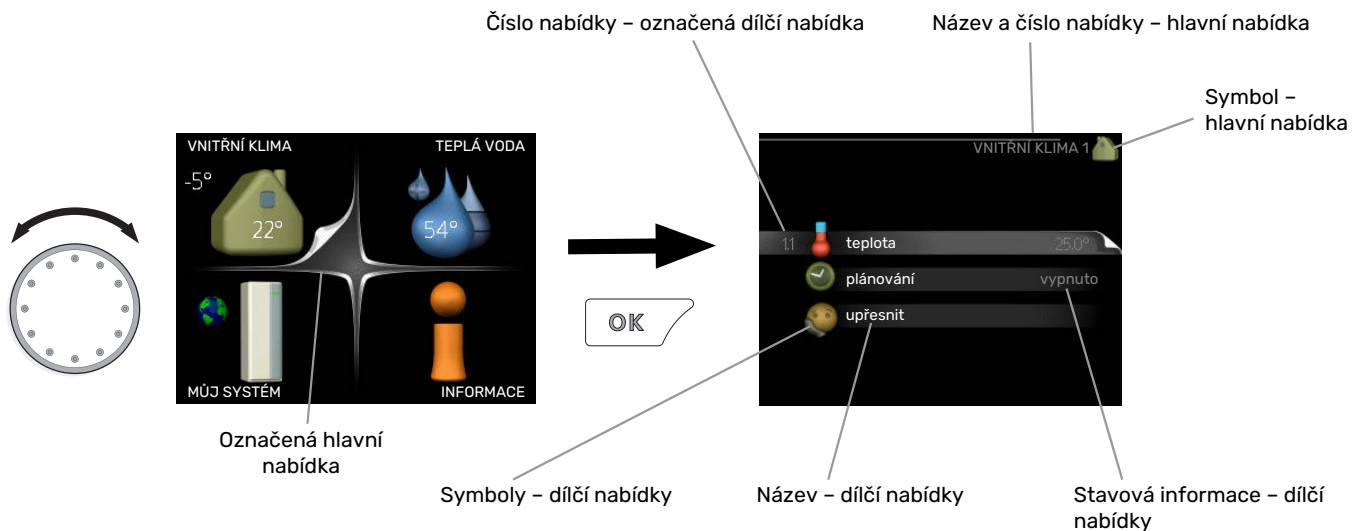 Číslo nabídky – označená dílčí nabídka
Název a číslo nabídky – hlavní nabídka
Symbol –
hlavní nabídka
VNITŘNÍ KLIMA
TEPLÁ VODA
-5°
22°
54°
MŮJ SYSTÉM
INFORMACE
OK
VNITŘNÍ KLIMA 1
1.1
teplota
25.0°
plánování
vypnuto
upřesnit
Označená hlavní
nabídka
Symboly – dílčí nabídky
Název – dílčí nabídky
Stavová informace – dílčí
nabídky